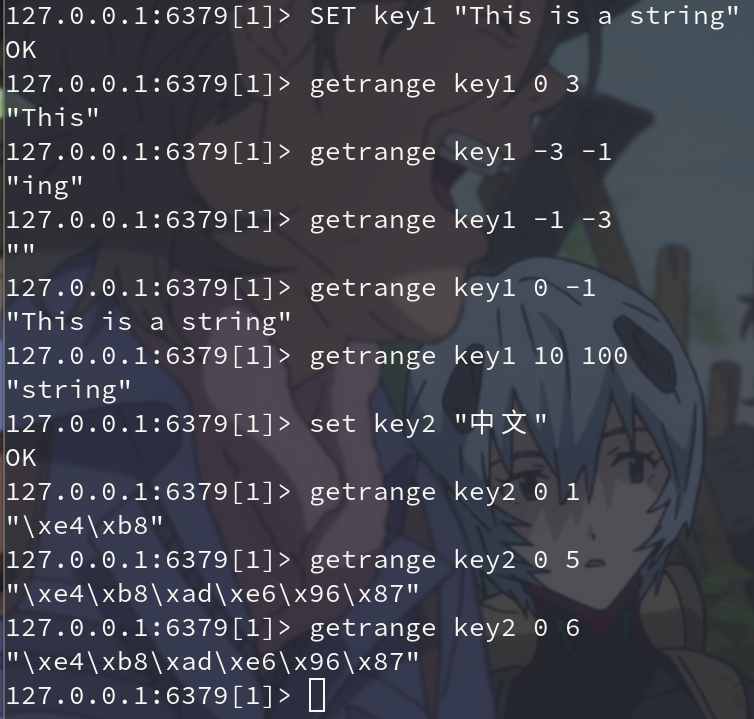 127.0.0.1:6379[1]> SET key1 "This is a string"
OK
127.0.0.1:6379[1]> getrange key1 0 3
"This"
127.0.0.1:6379[1]> getrange key1 -3 -1
"ing"
127.0.0.1:6379[1]> getrange key1 -1 -3
""
127.0.0.1:6379[1]> getrange key1 0 -1
"This is a string"
127.0.0.1:6379[1]> getrange key1 10 100
"string"
127.0.0.1:6379[1]> set key2 "中文"
OK
127.0.0.1:6379[1]> getrange key2 0 1
"\xe4\xb8"
127.0.0.1:6379[1]> getrange key2 0 5
"\xe4\xb8\xad\xe6\x96\x87"
127.0.0.1:6379[1]> getrange key2 0 6
"\xe4\xb8\xad\xe6\x96\x87"
127.0.0.1:6379[1]>